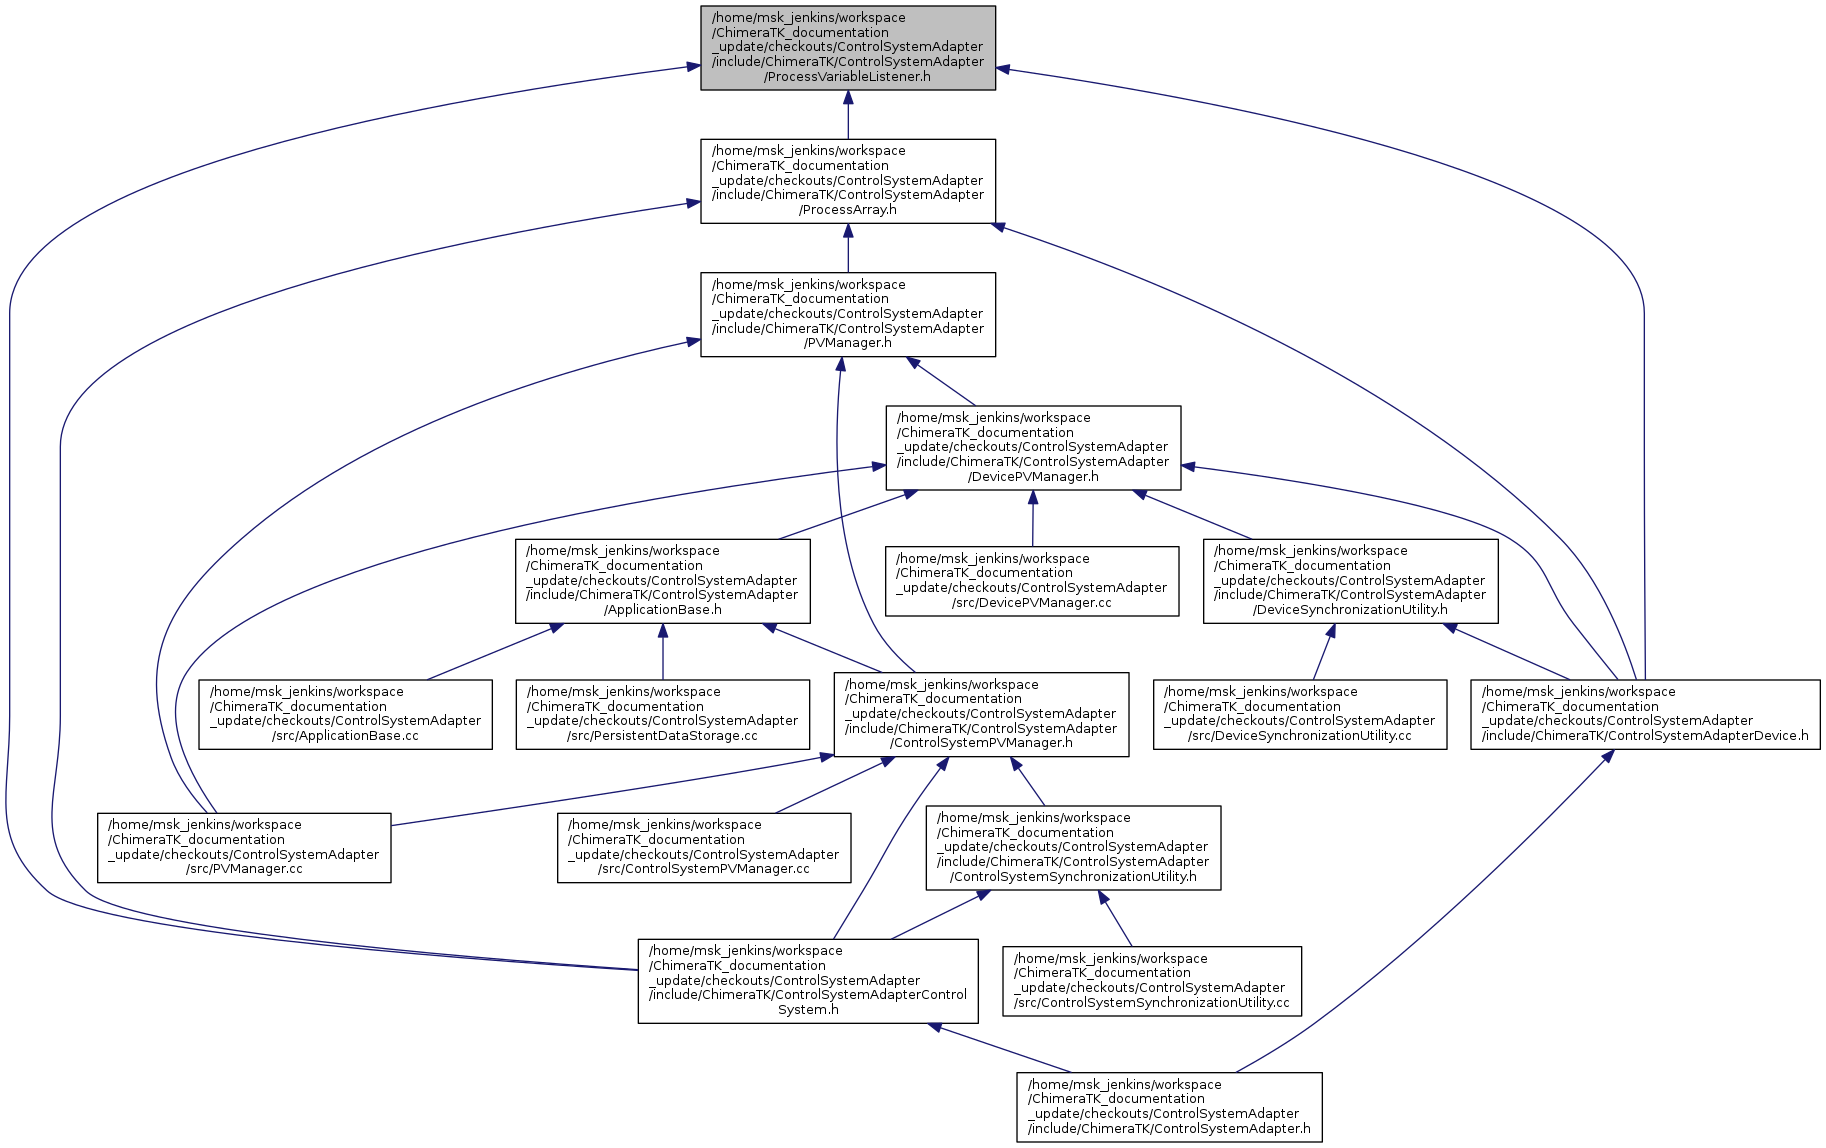 /home/msk_jenkins/workspace
/ChimeraTK_documentation
_update/checkouts/ControlSystemAdapter
/include/ChimeraTK/ControlSystemAdapter
/ProcessVariableListener.h
/home/msk_jenkins/workspace
/ChimeraTK_documentation
_update/checkouts/ControlSystemAdapter
/include/ChimeraTK/ControlSystemAdapter
/ProcessArray.h
/home/msk_jenkins/workspace
/ChimeraTK_documentation
_update/checkouts/ControlSystemAdapter
/include/ChimeraTK/ControlSystemAdapter
/PVManager.h
/home/msk_jenkins/workspace
/ChimeraTK_documentation
_update/checkouts/ControlSystemAdapter
/include/ChimeraTK/ControlSystemAdapter
/DevicePVManager.h
/home/msk_jenkins/workspace
/ChimeraTK_documentation
_update/checkouts/ControlSystemAdapter
/include/ChimeraTK/ControlSystemAdapter
/ApplicationBase.h
/home/msk_jenkins/workspace
/ChimeraTK_documentation
_update/checkouts/ControlSystemAdapter
/src/DevicePVManager.cc
/home/msk_jenkins/workspace
/ChimeraTK_documentation
_update/checkouts/ControlSystemAdapter
/include/ChimeraTK/ControlSystemAdapter
/DeviceSynchronizationUtility.h
/home/msk_jenkins/workspace
/ChimeraTK_documentation
_update/checkouts/ControlSystemAdapter
/src/ApplicationBase.cc
/home/msk_jenkins/workspace
/ChimeraTK_documentation
_update/checkouts/ControlSystemAdapter
/src/PersistentDataStorage.cc
/home/msk_jenkins/workspace
/ChimeraTK_documentation
_update/checkouts/ControlSystemAdapter
/include/ChimeraTK/ControlSystemAdapter
/ControlSystemPVManager.h
/home/msk_jenkins/workspace
/ChimeraTK_documentation
_update/checkouts/ControlSystemAdapter
/src/DeviceSynchronizationUtility.cc
/home/msk_jenkins/workspace
/ChimeraTK_documentation
_update/checkouts/ControlSystemAdapter
/include/ChimeraTK/ControlSystemAdapterDevice.h
/home/msk_jenkins/workspace
/ChimeraTK_documentation
_update/checkouts/ControlSystemAdapter
/src/PVManager.cc
/home/msk_jenkins/workspace
/ChimeraTK_documentation
_update/checkouts/ControlSystemAdapter
/src/ControlSystemPVManager.cc
/home/msk_jenkins/workspace
/ChimeraTK_documentation
_update/checkouts/ControlSystemAdapter
/include/ChimeraTK/ControlSystemAdapter
/ControlSystemSynchronizationUtility.h
/home/msk_jenkins/workspace
/ChimeraTK_documentation
_update/checkouts/ControlSystemAdapter
/include/ChimeraTK/ControlSystemAdapterControl
System.h
/home/msk_jenkins/workspace
/ChimeraTK_documentation
_update/checkouts/ControlSystemAdapter
/src/ControlSystemSynchronizationUtility.cc
/home/msk_jenkins/workspace
/ChimeraTK_documentation
_update/checkouts/ControlSystemAdapter
/include/ChimeraTK/ControlSystemAdapter.h